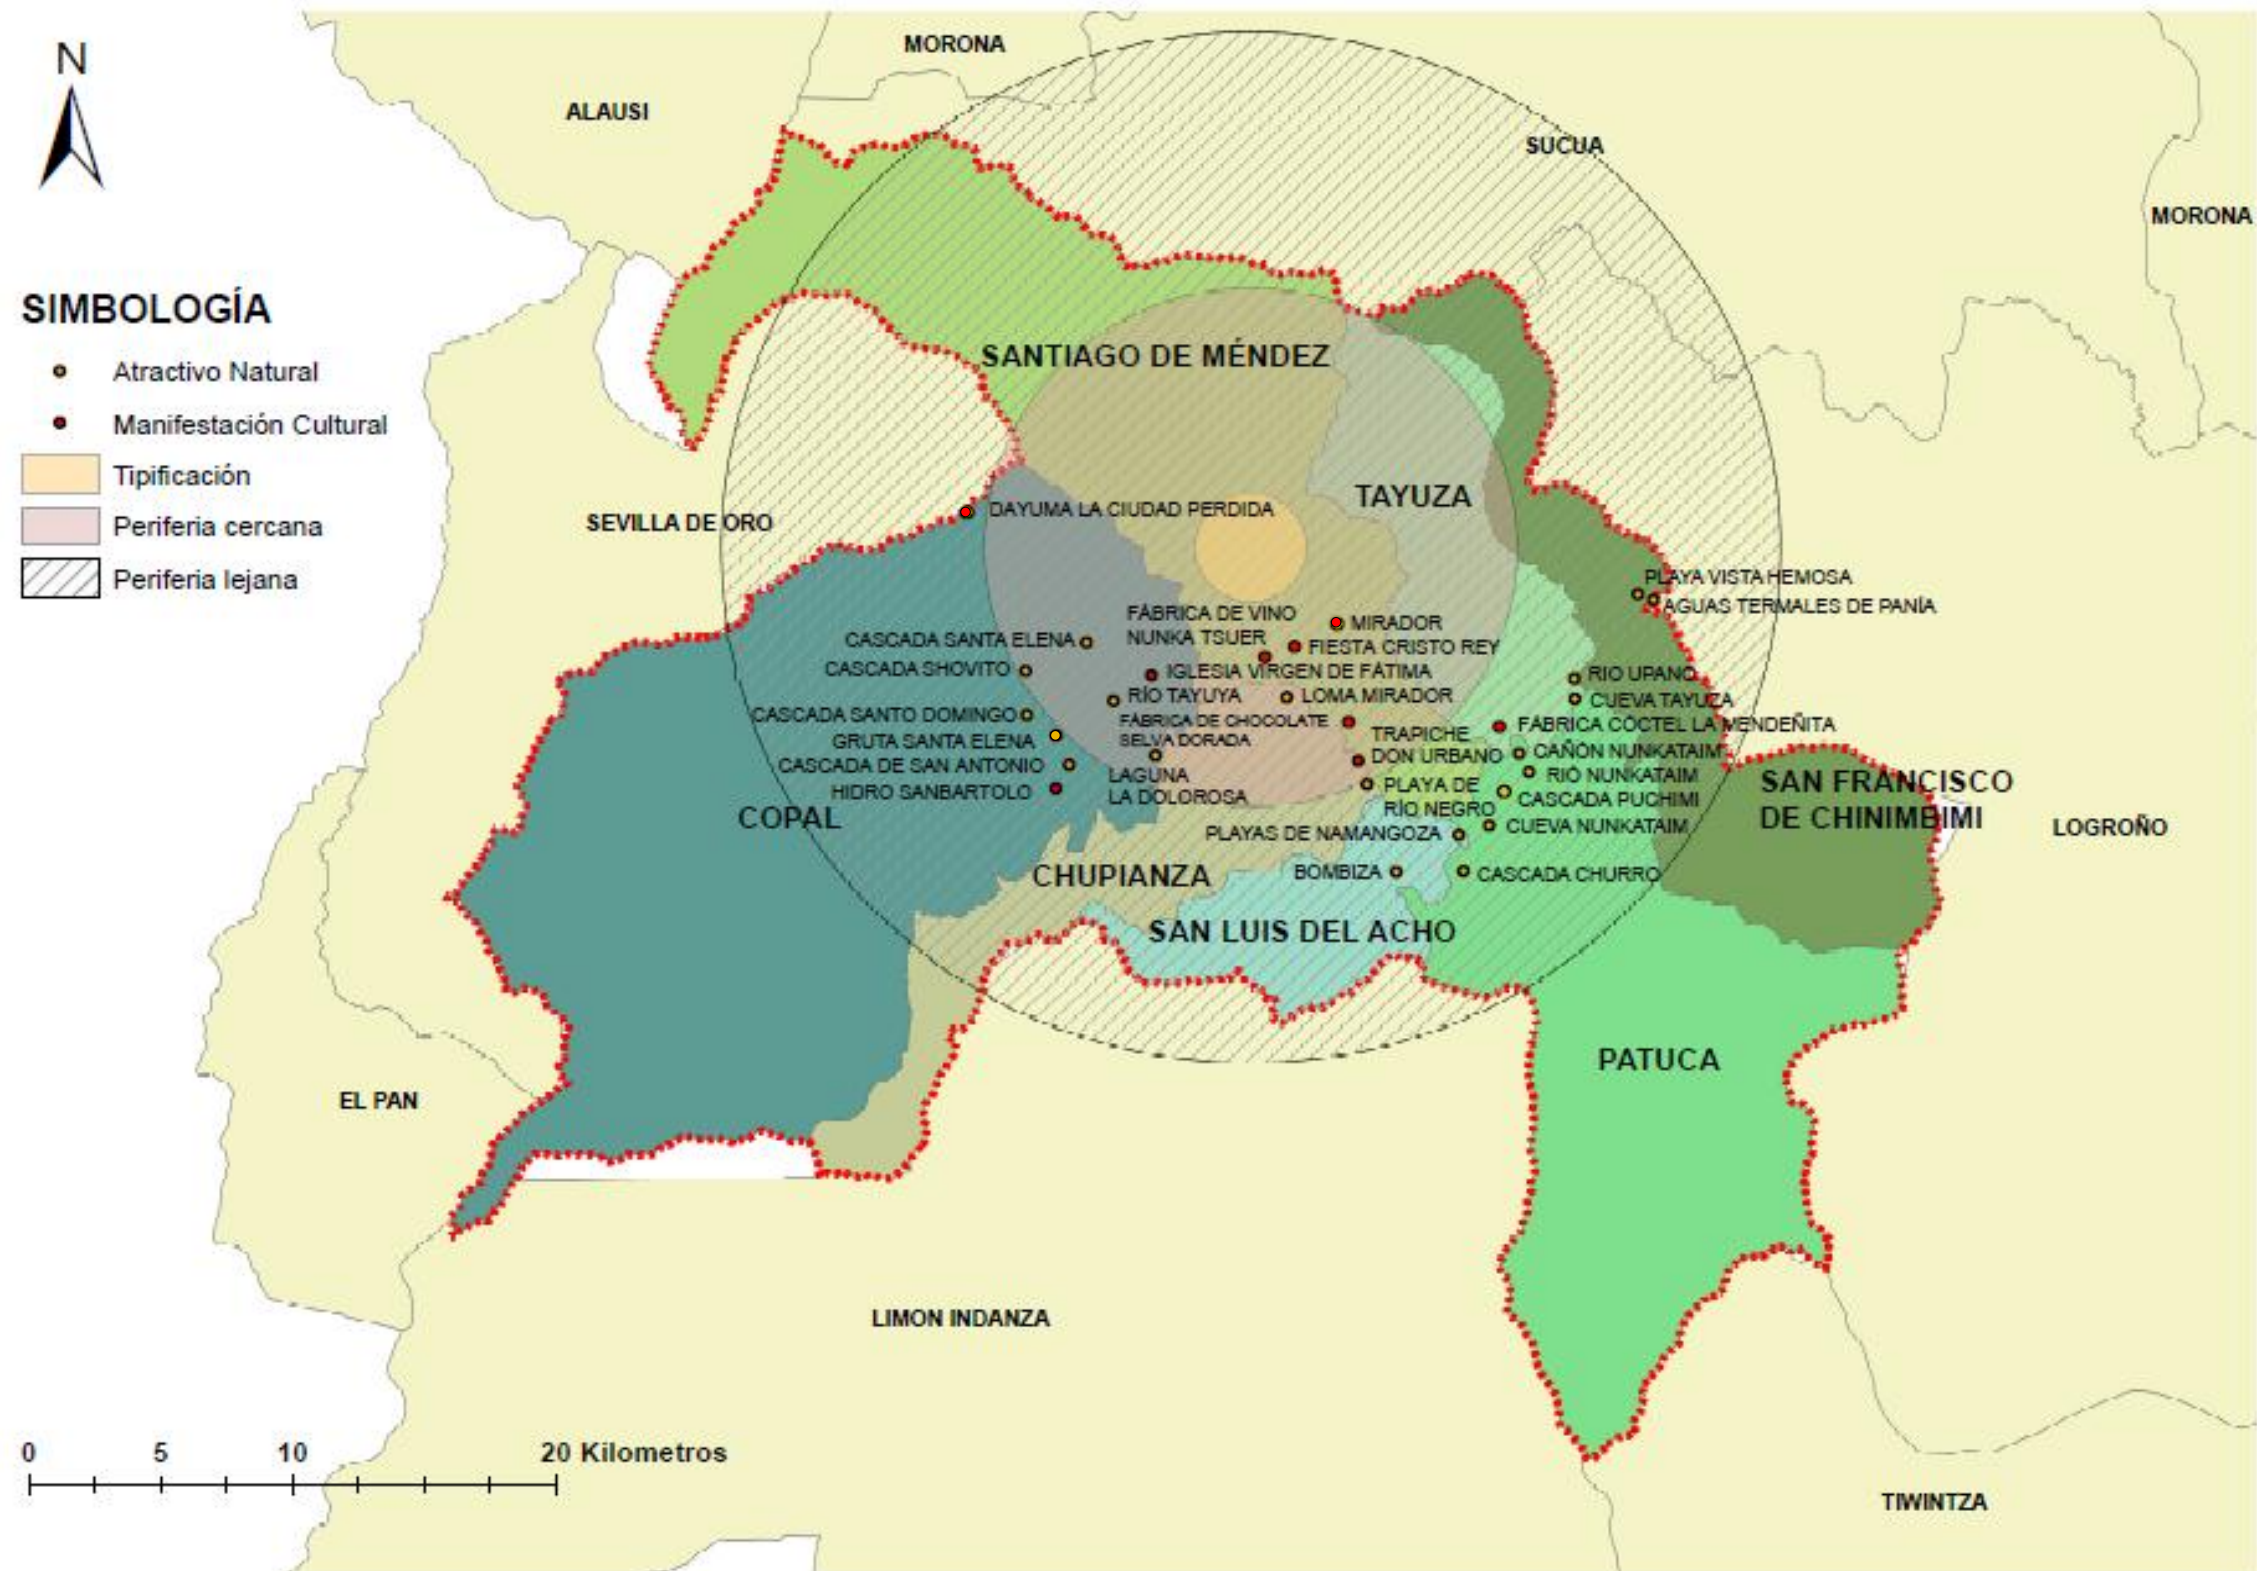 MORONA
N
ALAUSI
SUCUA
MORONA
SIMBOLOGÍA
Atractivo Natural
Manifestación Cultural
Tipificación
Periferia cercana
Periferia lejana
SANTIAGO DE MÉNDEZ
TAYUZA
SEVILLA DE ORO
DAYUMA LA CIUDAD PERDIDA
PLAYA VISTA HEMOSA
AGUAS TERMALES DE PANÍA
FÁBRICA DE VINO
NUNKA TSUER
MIRADOR
CASCADA SANTA ELENA
FIESTA CRISTO REY
CASCADA SHOVITO
IGLESIA VIRGEN DE FÁTIMA
RIO UPANO
RÍO TAYUYA
LOMA MIRADOR
CUEVA TAYUZA
CASCADA SANTO DOMINGO
FÁBRICA DE CHOCOLATE
SELVA DORADA
FÁBRICA CÓCTEL LA MENDEÑITA
GRUTA SANTA ELENA
TRAPICHE
DON URBANO
CAÑÓN NUNKATAIM
CASCADA DE SAN ANTONIO
LAGUNA
LA DOLOROSA
RIÓ NUNKATAIM
HIDRO SANBARTOLO
PLAYA DE
RÍO NEGRO
CASCADA PUCHIMI
SAN FRANCISCO
DE CHINIMBIMI
COPAL
PLAYAS DE NAMANGOZA
CUEVA NUNKATAIM
LOGROÑO
CHUPIANZA
BOMBIZA
CASCADA CHURRO
SAN LUIS DEL ACHO
PATUCA
EL PAN
LIMON INDANZA
0 5 10 20 Kilometros
TIWINTZA